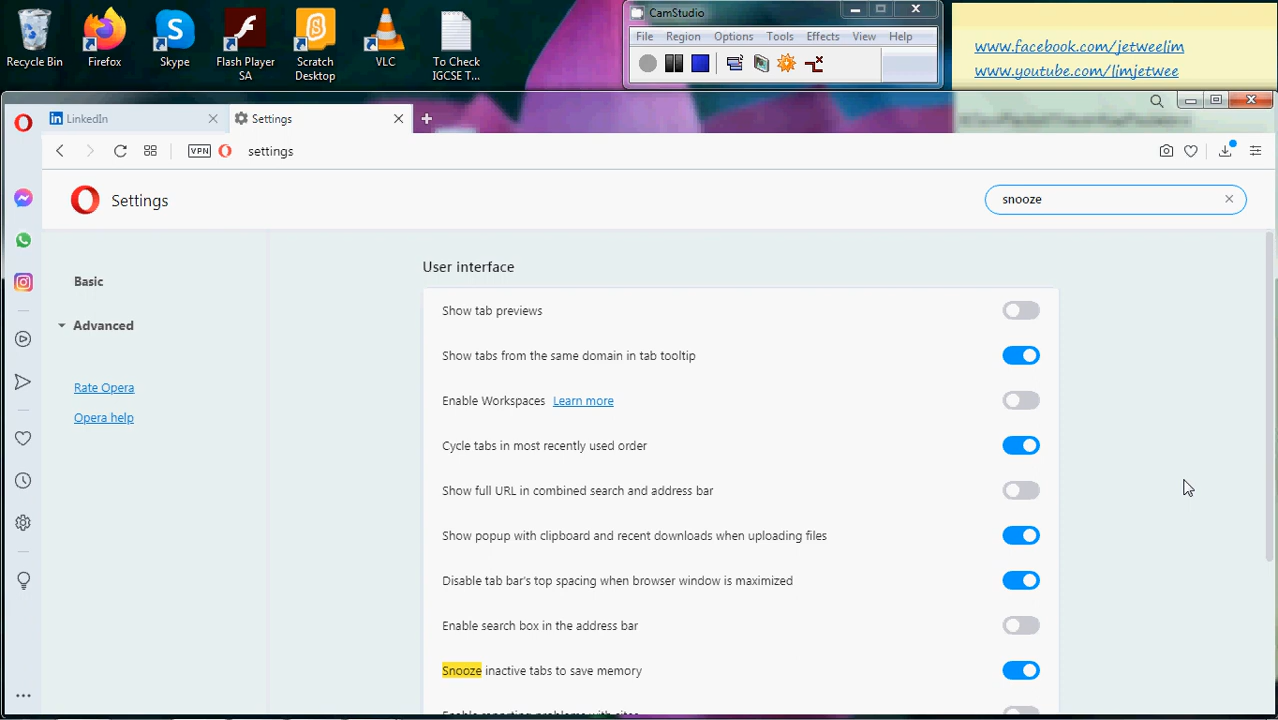 Recycle Bin
Firefox
Skype
Flash Player SA
Scratch Desktop
VLC
To Check IGCSE T...
CamStudio
File Region Options Tools Effects View Help
www.facebook.com/jetweelim
www.youtube.com/limjetwee
LinkedIn
Settings
VPN
settings
Settings
snooze
Basic
Advanced
Rate Opera
Opera help
User interface
Show tab previews
Show tabs from the same domain in tab tooltip
Enable Workspaces Learn more
Cycle tabs in most recently used order
Show full URL in combined search and address bar
Show popup with clipboard and recent downloads when uploading files
Disable tab bar's top spacing when browser window is maximized
Enable search box in the address bar
Snooze inactive tabs to save memory
Enable reporting problems with sites